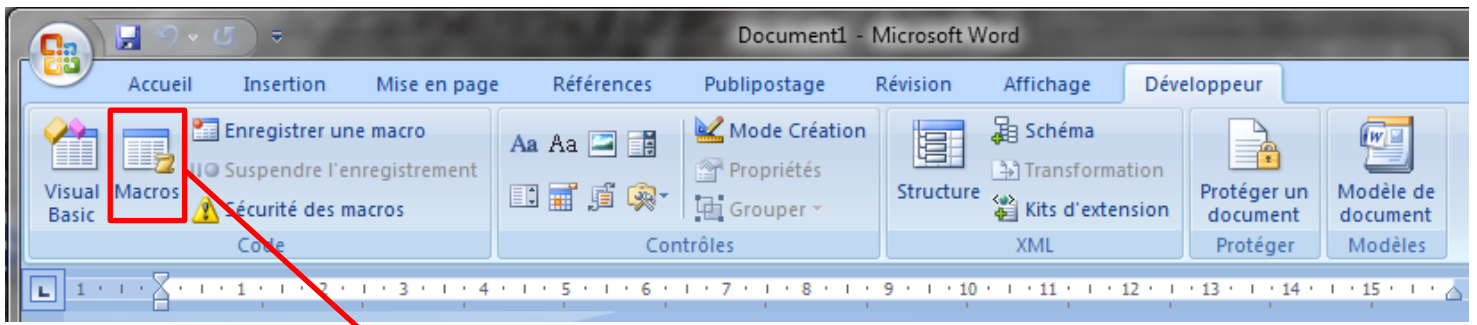 Document1 - Microsoft Word
Accueil Insertion Mise en page Références Publipostage Révision Affichage Développeur
Visual Basic
Macros
Enregistrer une macro
Suspendre l'enregistrement
Sécurité des macros
Code
Aa Aa
Mode Création
Propriétés
Grouper
Contrôles
Structure
Schéma
Transformation
Kits d'extension
XML
Protéger un
document
Protéger
Modèle de
document
Modèles
L 1 1 2 3 4 5 6 7 8 9 10 11 12 13 14 15